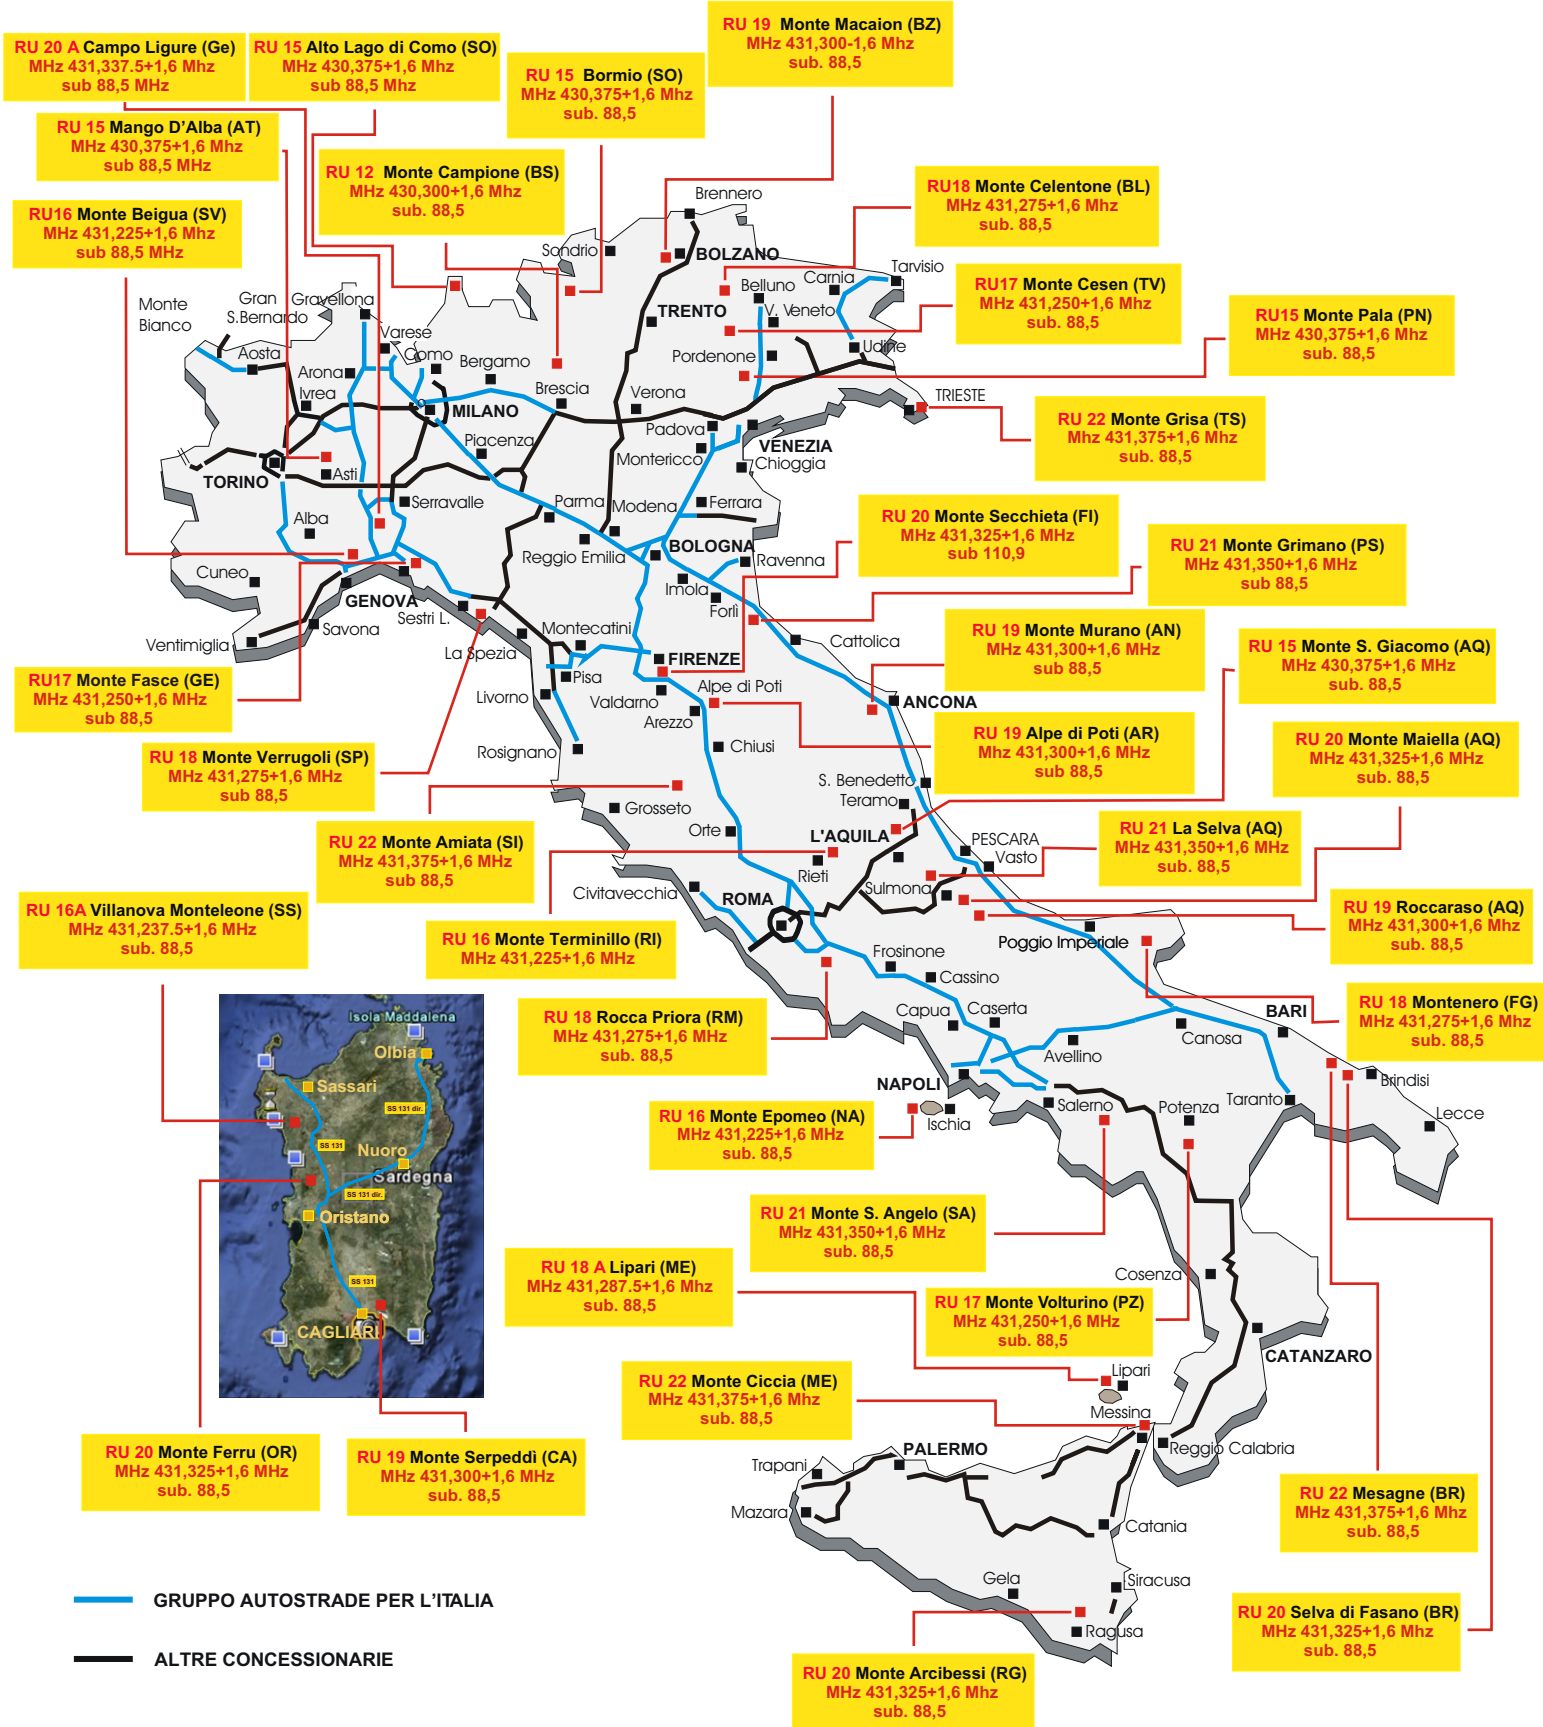 RU 19 Monte Macaion (BZ)
MHz 431,300-1,6 Mhz
sub. 88,5
RU 20 A Campo Ligure (Ge)
MHz 431,337.5+1,6 Mhz
sub 88,5 MHz
RU 15 Alto Lago di Como (SO)
MHz 430,375+1,6 Mhz
sub 88,5 Mhz
RU 15 Bormio (SO)
MHz 430,375+1,6 Mhz
sub. 88,5
RU 15 Mango D'Alba (AT)
MHz 430,375+1,6 Mhz
sub 88,5 MHz
RU 12 Monte Campione (BS)
MHz 430,300+1,6 Mhz
sub. 88,5
RU18 Monte Celentone (BL)
MHz 431,275+1,6 Mhz
sub. 88,5
RU16 Monte Beigua (SV)
MHz 431,225+1,6 Mhz
sub 88,5 MHz
RU17 Monte Cesen (TV)
MHz 431,250+1,6 Mhz
sub. 88,5
RU15 Monte Pala (PN)
MHz 430,375+1,6 Mhz
sub. 88,5
RU 22 Monte Grisa (TS)
Mhz 431,375+1,6 Mhz
sub. 88,5
RU 20 Monte Secchieta (FI)
MHz 431,325+1,6 MHz
sub 110,9
RU 21 Monte Grimano (PS)
MHz 431,350+1,6 MHz
sub 88,5
RU 19 Monte Murano (AN)
MHz 431,300+1,6 MHz
sub 88,5
RU 15 Monte S. Giacomo (AQ)
MHz 430,375+1,6 MHz
sub. 88,5
RU17 Monte Fasce (GE)
MHz 431,250+1,6 MHz
sub 88,5
RU 18 Monte Verrugoli (SP)
MHz 431,275+1,6 MHz
sub 88,5
RU 19 Alpe di Poti (AR)
Mhz 431,300+1,6 MHz
sub 88,5
RU 20 Monte Maiella (AQ)
MHz 431,325+1,6 MHz
sub. 88,5
RU 22 Monte Amiata (SI)
MHz 431,375+1,6 MHz
sub 88,5
RU 21 La Selva (AQ)
MHz 431,350+1,6 MHz
sub. 88,5
RU 16A Villanova Monteleone (SS)
MHz 431,237.5+1,6 MHz
sub. 88,5
RU 16 Monte Terminillo (RI)
MHz 431,225+1,6 MHz
RU 19 Roccaraso (AQ)
MHz 431,300+1,6 MHz
sub. 88,5
RU 18 Rocca Priora (RM)
MHz 431,275+1,6 MHz
sub. 88,5
RU 18 Montenero (FG)
MHz 431,275+1,6 MHz
sub. 88,5
RU 16 Monte Epomeo (NA)
MHz 431,225+1,6 MHz
sub. 88,5
RU 21 Monte S. Angelo (SA)
MHz 431,350+1,6 MHz
sub. 88,5
RU 18 A Lipari (ME)
MHz 431,287.5+1,6 Mhz
sub. 88,5
RU 17 Monte Volturino (PZ)
MHz 431,250+1,6 MHz
sub. 88,5
RU 22 Monte Ciccia (ME)
MHz 431,375+1,6 Mhz
sub. 88,5
RU 20 Monte Ferru (OR)
MHz 431,325+1,6 MHz
sub. 88,5
RU 19 Monte Serpeddì (CA)
MHz 431,300+1,6 MHz
sub. 88,5
RU 22 Mesagne (BR)
MHz 431,375+1,6 Mhz
sub. 88,5
RU 20 Selva di Fasano (BR)
MHz 431,325+1,6 Mhz
sub. 88,5
RU 20 Monte Arcibessi (RG)
MHz 431,325+1,6 Mhz
sub. 88,5
Brennero
Sondrio
BOLZANO
Tarvisio
Carnia
Belluno
Monte
Bianco
Gran
S.Bernardo
Gravellona
TRENTO
V. Veneto
Varese
Como
Aosta
Bergamo
Pordenone
Udine
Arona
Ivrea
Brescia
Verona
TRIESTE
MILANO
Padova
Piacenza
VENEZIA
Montericco
Chioggia
TORINO
Asti
Serravalle
Parma
Modena
Ferrara
Alba
Reggio Emilia
BOLOGNA
Ravenna
Cuneo
Imola
Forlì
GENOVA
Sestri L.
Savona
Ventimiglia
Montecatini
Cattolica
La Spezia
FIRENZE
Pisa
Livorno
Valdarno
Alpe di Poti
Arezzo
ANCONA
Rosignano
Chiusi
S. Benedetto
Teramo
Grosseto
Orte
L'AQUILA
PESCARA
Vasto
Rieti
Civitavecchia
Sulmona
ROMA
Poggio Imperiale
Frosinone
Cassino
Capua
Caserta
BARI
Canosa
Avellino
NAPOLI
Brindisi
Ischia
Salerno
Potenza
Taranto
Lecce
Cosenza
CATANZARO
Lipari
Messina
Reggio Calabria
PALERMO
Trapani
Mazara
Catania
Gela
Siracusa
Ragusa
Isola Maddalena
Olbia
Sassari
SS 131 dir.
SS 131
Nuoro
Sardegna
SS 131 dir.
Oristano
SS 131
CAGLIARI
GRUPPO AUTOSTRADE PER L'ITALIA
ALTRE CONCESSIONARIE